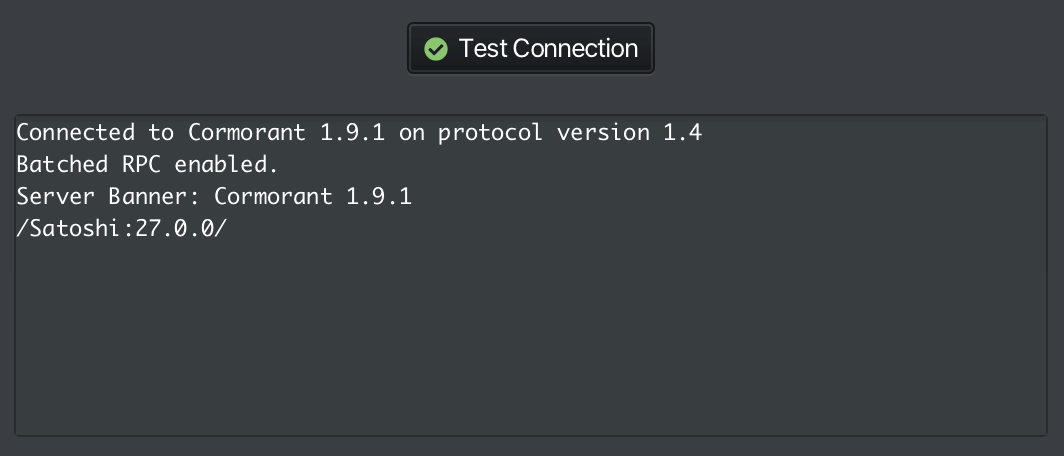 Test Connection
Connected to Cormorant 1.9.1 on protocol version 1.4
Batched RPC enabled.
Server Banner: Cormorant 1.9.1
/Satoshi:27.0.0/